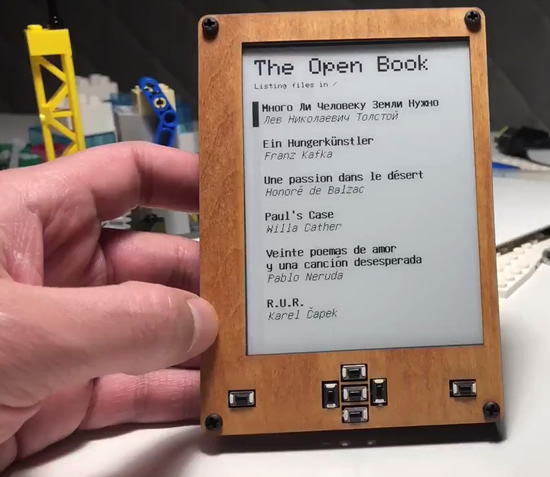 The Open Book
Listing files in /
Много Ли Человеку Земли Нужно
Лев Николаевич Толстой
Ein Hungerkünstler
Franz Kafka
Une passion dans le désert
Honoré de Balzac
Paul's Case
Willa Cather
Veinte poemas de amor
y una canción desesperada
Pablo Neruda
R.U.R.
Karel Čapek